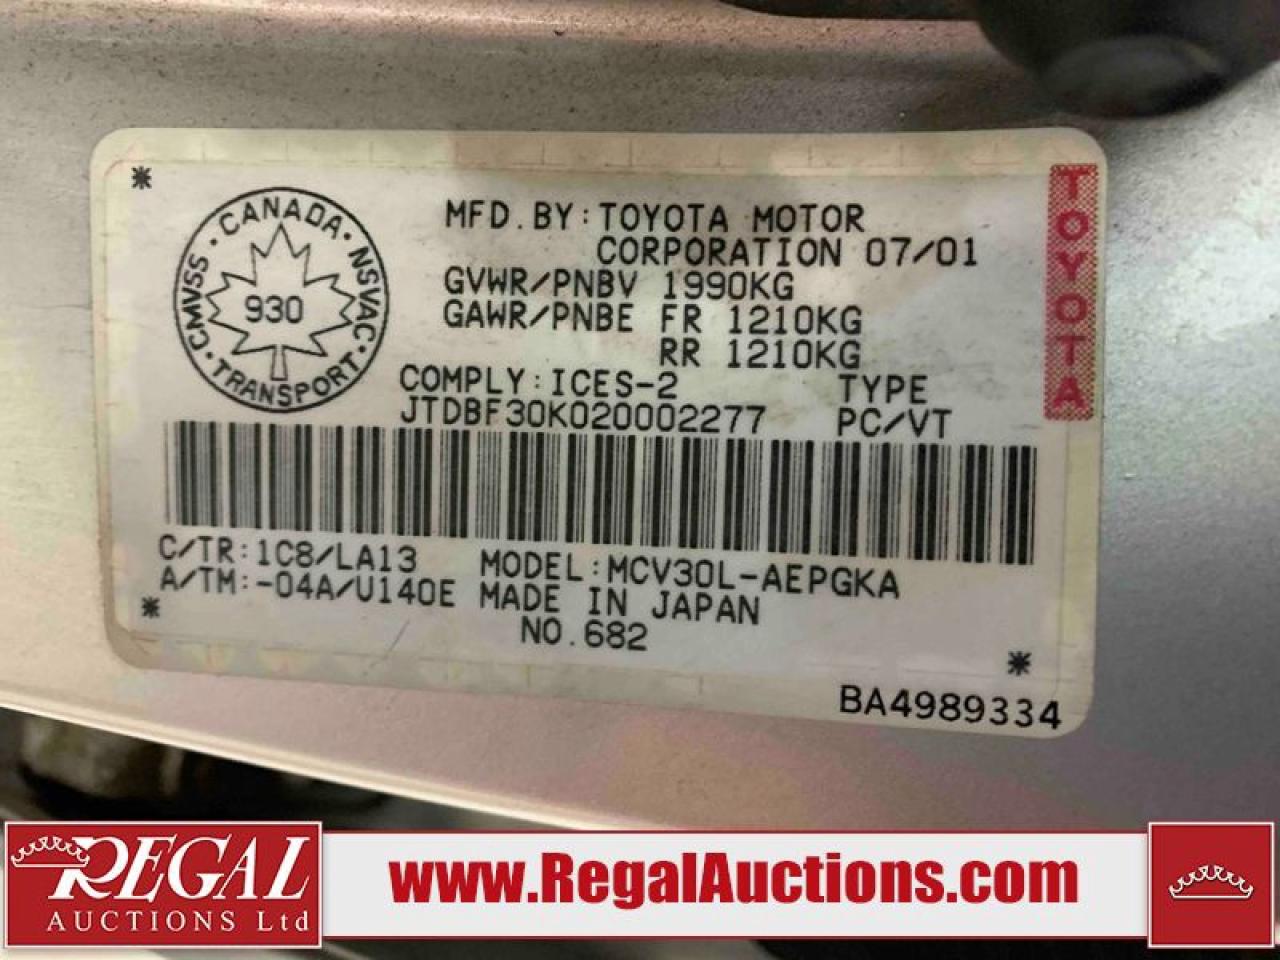 CMVSS · CANADA · NSVAC · TRANSPORT ·
930
MFD. BY: TOYOTA MOTOR
CORPORATION 07/01
GVWR/PNBV 1990KG
GAWR/PNBE FR 1210KG
RR 1210KG
COMPLY: ICES-2 TYPE
JTDBF30K020002277 PC/VT
C/TR: 1C8/LA13 MODEL: MCV30L-AEPGKA
A/TM: -04A/U140E MADE IN JAPAN
NO. 682
BA4989334
TOYOTA
REGAL
AUCTIONS Ltd
www.RegalAuctions.com